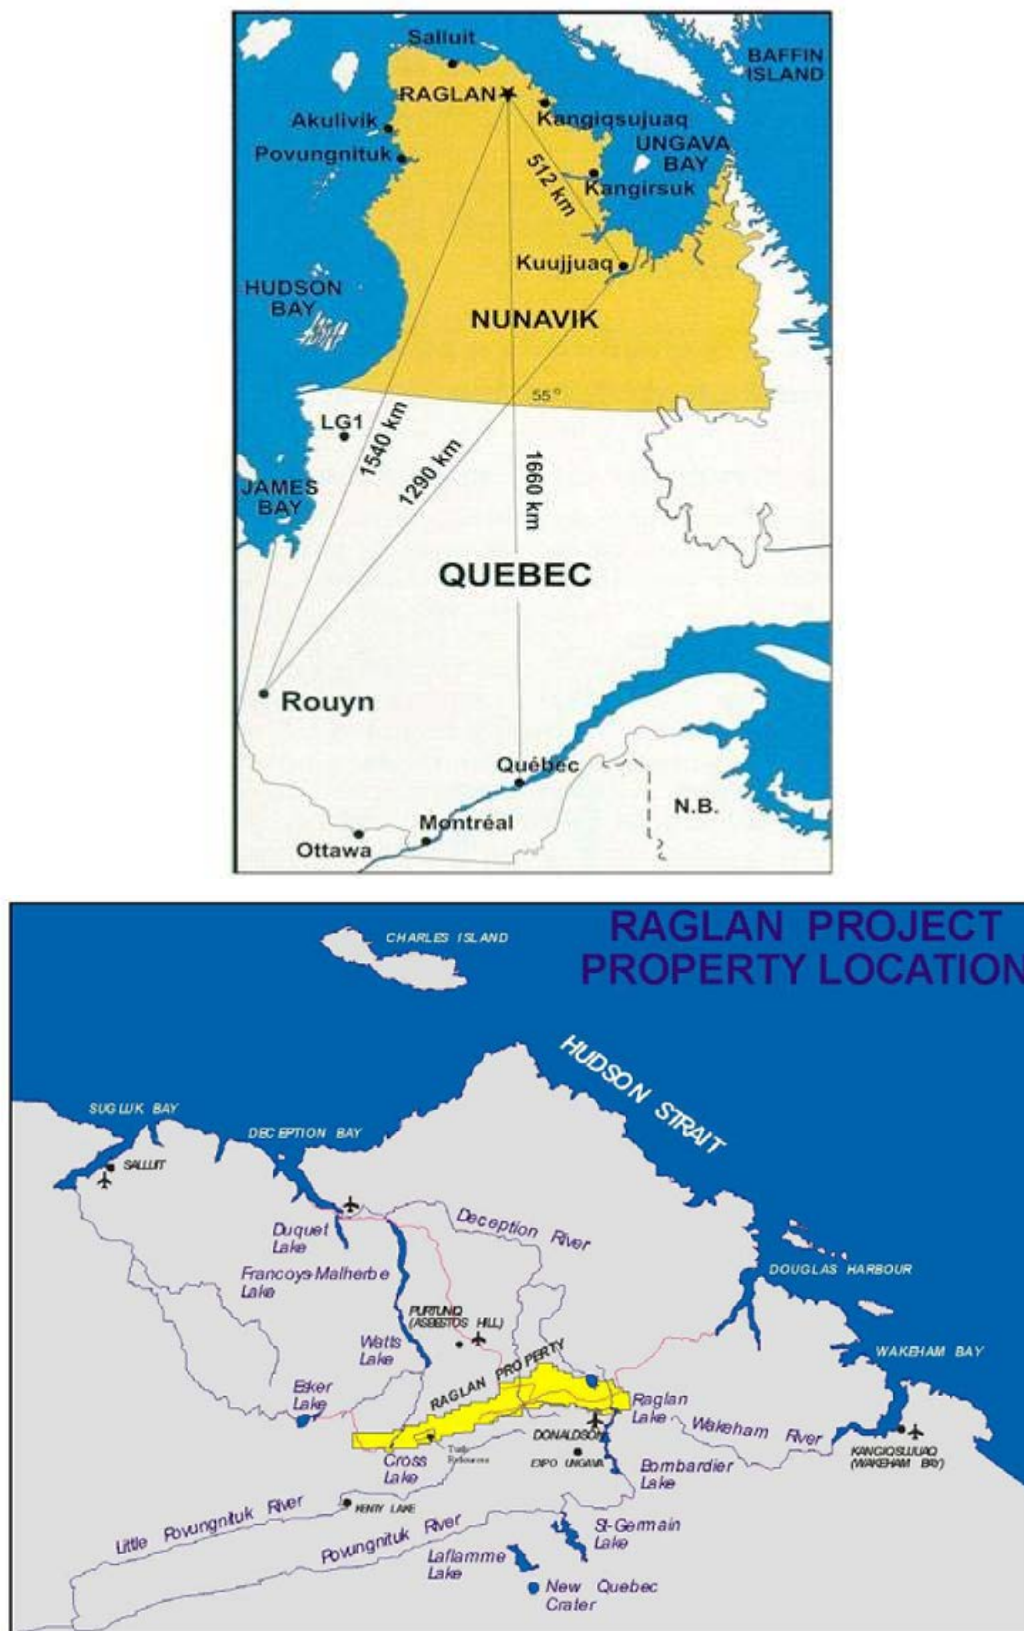 Salluit
BAFFIN
ISLAND
RAGLAN
Kangiqsujuaq
Akulivik
UNGAVA
BAY
Povungnituk
512 km
Kangirsuk
Kuujjuaq
HUDSON
BAY
NUNAVIK
55°
LG1
1540 km
1290 km
1660 km
JAMES
BAY
QUEBEC
Rouyn
Québec
N.B.
Montréal
Ottawa
RAGLAN PROJECT
PROPERTY LOCATION
CHARLES ISLAND
HUDSON STRAIT
SUGLUK BAY
DECEPTION BAY
SALLUIT
Deception River
Duquet
Lake
Francoys-Malherbe
Lake
DOUGLAS HARBOUR
PURTUNIQ
(ASBESTOS HILL)
Watts
Lake
WAKEHAM BAY
RAGLAN PROPERTY
Esker
Lake
Raglan
Lake
Wakeham River
DONALDSON
KANGIQSUJUAQ
(WAKEHAM BAY)
Cross
Lake
EXPO UNGAVA
Bombardier
Lake
KENTY LAKE
Little Povungnituk River
Povungnituk River
St-Germain
Lake
Laflamme
Lake
New Quebec
Crater